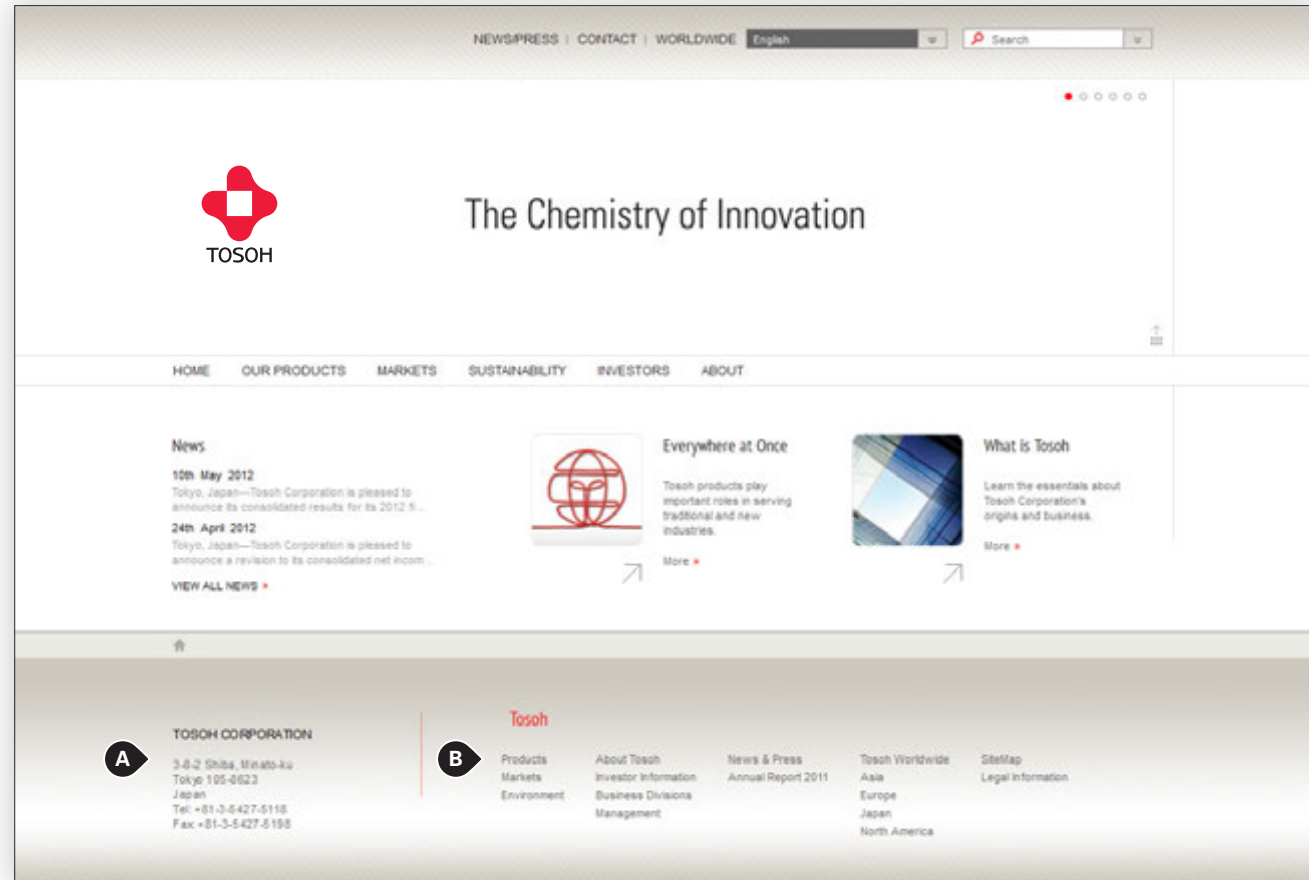 NEWS/PRESS | CONTACT | WORLDWIDE English Search
TOSOH
The Chemistry of Innovation
HOME OUR PRODUCTS MARKETS SUSTAINABILITY INVESTORS ABOUT
News
10th May 2012
Tokyo, Japan—Tosoh Corporation is pleased to
announce its consolidated results for its 2012 fi...
24th April 2012
Tokyo, Japan—Tosoh Corporation is pleased to
announce a revision to its consolidated net incom...
VIEW ALL NEWS »
Everywhere at Once
Tosoh products play
important roles in serving
traditional and new
industries.
More »
What is Tosoh
Learn the essentials about
Tosoh Corporation's
origins and business.
More »
A
TOSOH CORPORATION
3-8-2 Shiba, Minato-ku
Tokyo 105-8623
Japan
Tel: +81-3-5427-5118
Fax: +81-3-5427-5198
B
Tosoh
Products
Markets
Environment
About Tosoh
Investor Information
Business Divisions
Management
News & Press
Annual Report 2011
Tosoh Worldwide
Asia
Europe
Japan
North America
SiteMap
Legal Information